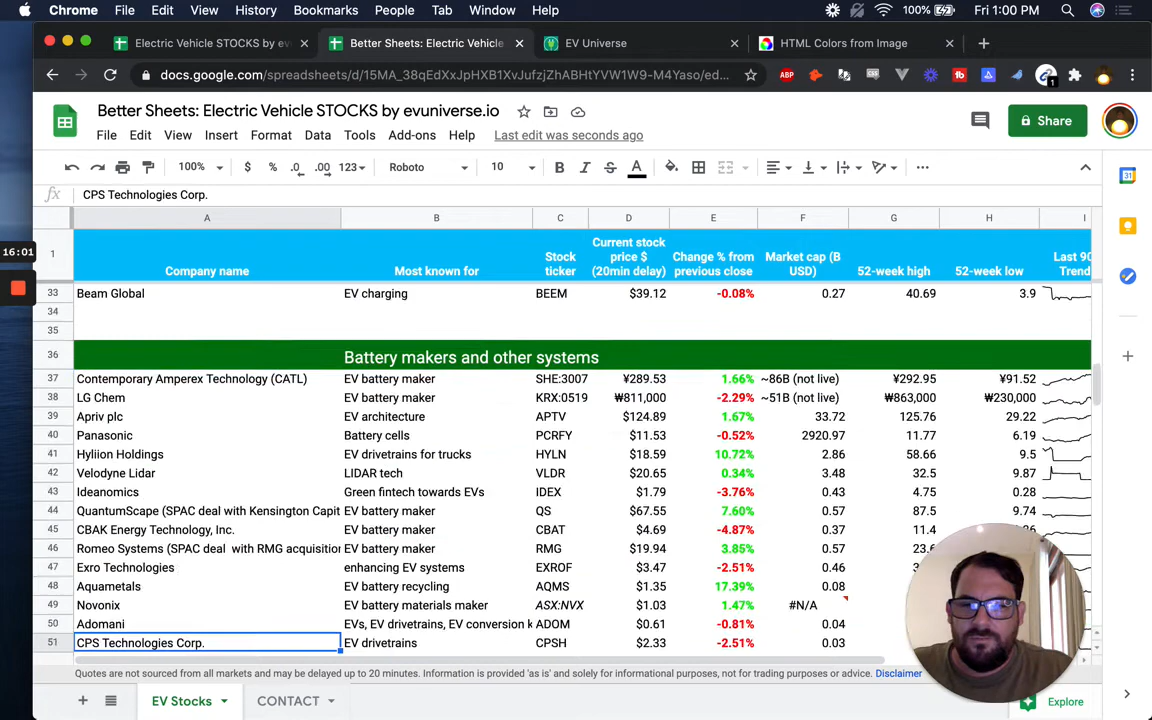 Chrome File Edit View History Bookmarks People Tab Window Help 100% Fri 1:00 PM
Electric Vehicle STOCKS by ev
Better Sheets: Electric Vehicle
EV Universe
HTML Colors from Image
docs.google.com/spreadsheets/d/15MA_38qEdXxJpHXB1XvJufzjZhABHtYVW1W9-M4Yaso/ed...
ABP
1
Better Sheets: Electric Vehicle STOCKS by evuniverse.io
File Edit View Insert Format Data Tools Add-ons Help Last edit was seconds ago
Share
100% $ % .0 .00 123 Roboto 10 B I S A
fx CPS Technologies Corp.
A B C D E F G H I
16:01
1 Company name Most known for Stock ticker Current stock price $ (20min delay) Change % from previous close Market cap (B USD) 52-week high 52-week low Last 90 Trend
33 Beam Global EV charging BEEM $39.12 -0.08% 0.27 40.69 3.9
34
35
36 Battery makers and other systems
37 Contemporary Amperex Technology (CATL) EV battery maker SHE:3007 ¥289.53 1.66% ~86B (not live) ¥292.95 ¥91.52
38 LG Chem EV battery maker KRX:0519 ₩811,000 -2.29% ~51B (not live) ₩863,000 ₩230,000
39 Apriv plc EV architecture APTV $124.89 1.67% 33.72 125.76 29.22
40 Panasonic Battery cells PCRFY $11.53 -0.52% 2920.97 11.77 6.19
41 Hyliion Holdings EV drivetrains for trucks HYLN $18.59 10.72% 2.86 58.66 9.5
42 Velodyne Lidar LIDAR tech VLDR $20.65 0.34% 3.48 32.5 9.87
43 Ideanomics Green fintech towards EVs IDEX $1.79 -3.76% 0.43 4.75 0.28
44 QuantumScape (SPAC deal with Kensington Capit EV battery maker QS $67.55 7.60% 0.57 87.5 9.74
45 CBAK Energy Technology, Inc. EV battery maker CBAT $4.69 -4.87% 0.37 11.4
46 Romeo Systems (SPAC deal with RMG acquisition EV battery maker RMG $19.94 3.85% 0.57 23.
47 Exro Technologies enhancing EV systems EXROF $3.47 -2.51% 0.46
48 Aquametals EV battery recycling AQMS $1.35 17.39% 0.08
49 Novonix EV battery materials maker ASX:NVX $1.03 1.47% #N/A
50 Adomani EVs, EV drivetrains, EV conversion k ADOM $0.61 -0.81% 0.04
51 CPS Technologies Corp. EV drivetrains CPSH $2.33 -2.51% 0.03
Quotes are not sourced from all markets and may be delayed up to 20 minutes. Information is provided 'as is' and solely for informational purposes, not for trading purposes or advice. Disclaimer
EV Stocks CONTACT Explore
31